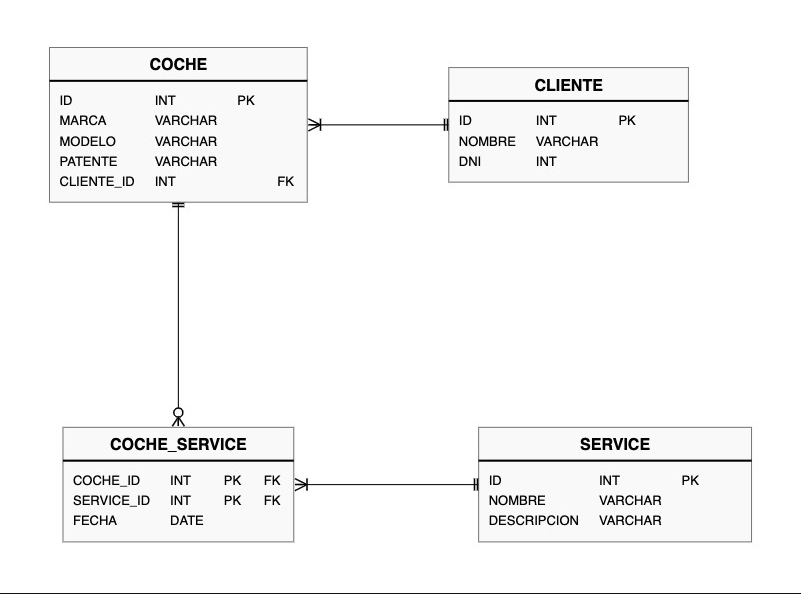 COCHE
ID INT PK
MARCA VARCHAR
MODELO VARCHAR
PATENTE VARCHAR
CLIENTE_ID INT FK
CLIENTE
ID INT PK
NOMBRE VARCHAR
DNI INT
COCHE_SERVICE
COCHE_ID INT PK FK
SERVICE_ID INT PK FK
FECHA DATE
SERVICE
ID INT PK
NOMBRE VARCHAR
DESCRIPCION VARCHAR